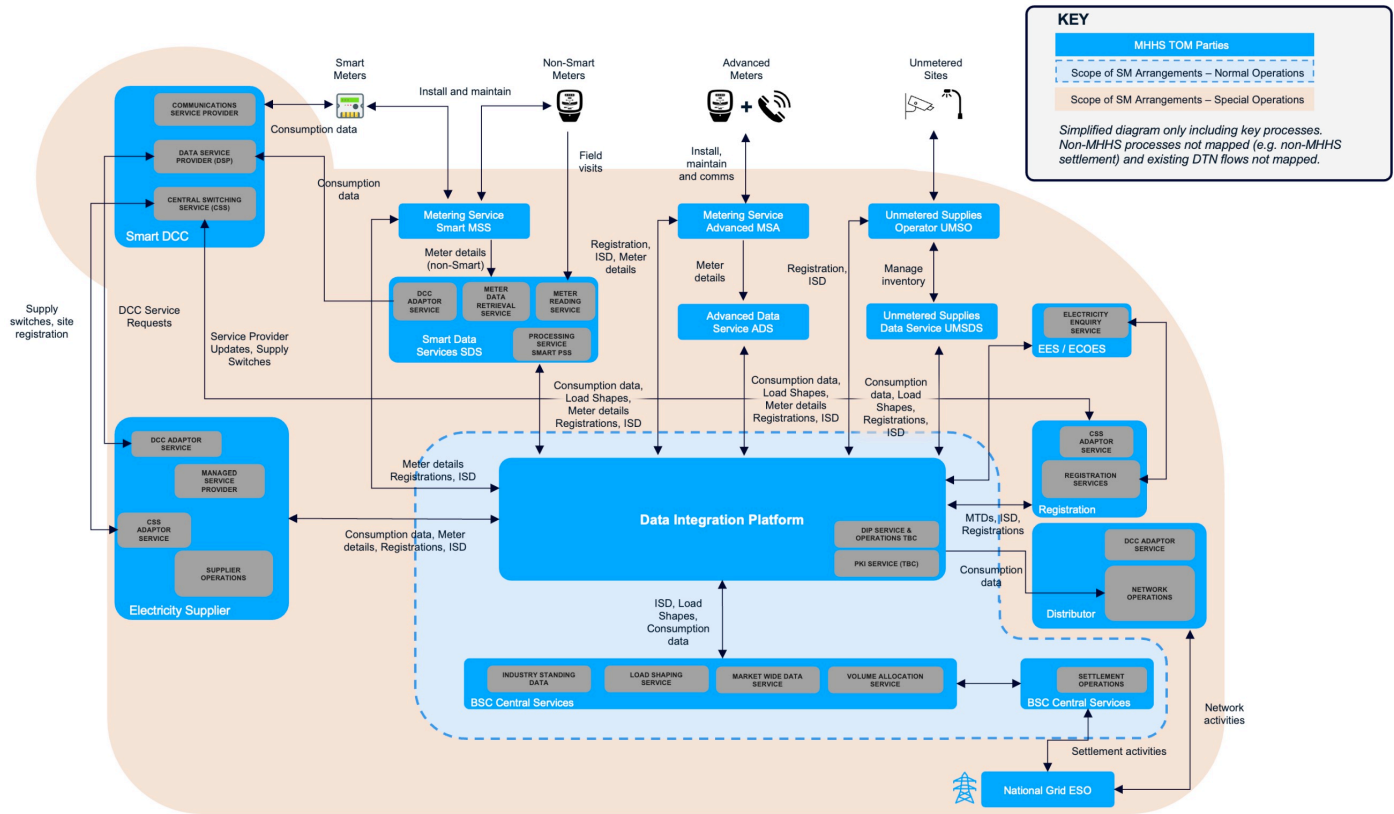 KEY
MHHS TOM Parties
Scope of SM Arrangements – Normal Operations
Scope of SM Arrangements – Special Operations
Simplified diagram only including key processes.
Non-MHHS processes not mapped (e.g. non-MHHS
settlement) and existing DTN flows not mapped.
Smart
Meters
Non-Smart
Meters
Advanced
Meters
Unmetered
Sites
Install and maintain
Consumption data
COMMUNICATIONS
SERVICE PROVIDER
DATA SERVICE
PROVIDER (DSP)
CENTRAL SWITCHING
SERVICE (CSS)
Smart DCC
Consumption
data
Field
visits
Install,
maintain
and comms
+
Metering Service
Smart MSS
Metering Service
Advanced MSA
Unmetered Supplies
Operator UMSO
Meter details
(non-Smart)
Registration,
ISD, Meter
details
Meter
details
Registration,
ISD
Manage
inventory
DCC
ADAPTOR
SERVICE
METER
DATA
RETRIEVAL
SERVICE
METER
READING
SERVICE
PROCESSING
SERVICE
SMART PSS
Smart Data
Services SDS
Advanced Data
Service ADS
Unmetered Supplies
Data Service UMSDS
ELECTRICITY
ENQUIRY
SERVICE
EES / ECOES
Supply
switches, site
registration
DCC Service
Requests
Service Provider
Updates, Supply
Switches
Consumption data,
Load Shapes,
Meter details
Registrations, ISD
Consumption data,
Load Shapes,
Meter details
Registrations, ISD
Consumption
data, Load
Shapes,
Registrations,
ISD
DCC ADAPTOR
SERVICE
MANAGED
SERVICE
PROVIDER
CSS
ADAPTOR
SERVICE
SUPPLIER
OPERATIONS
Electricity Supplier
Meter details
Registrations, ISD
Consumption data, Meter
details, Registrations, ISD
Data Integration Platform
DIP SERVICE &
OPERATIONS TBC
PKI SERVICE (TBC)
CSS
ADAPTOR
SERVICE
REGISTRATION
SERVICES
Registration
MTDs, ISD,
Registrations
Consumption
data
DCC ADAPTOR
SERVICE
NETWORK
OPERATIONS
Distributor
ISD, Load
Shapes,
Consumption
data
INDUSTRY STANDING
DATA
LOAD SHAPING
SERVICE
MARKET WIDE DATA
SERVICE
VOLUME ALLOCATION
SERVICE
BSC Central Services
SETTLEMENT
OPERATIONS
BSC Central Services
Network
activities
Settlement activities
National Grid ESO